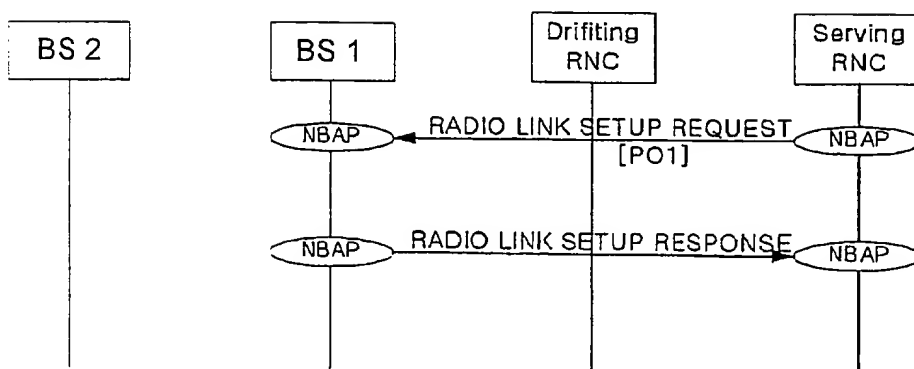 BS 2
BS 1
Drifiting
RNC
Serving
RNC
NBAP
RADIO LINK SETUP REQUEST
[PO1]
NBAP
NBAP
RADIO LINK SETUP RESPONSE
NBAP